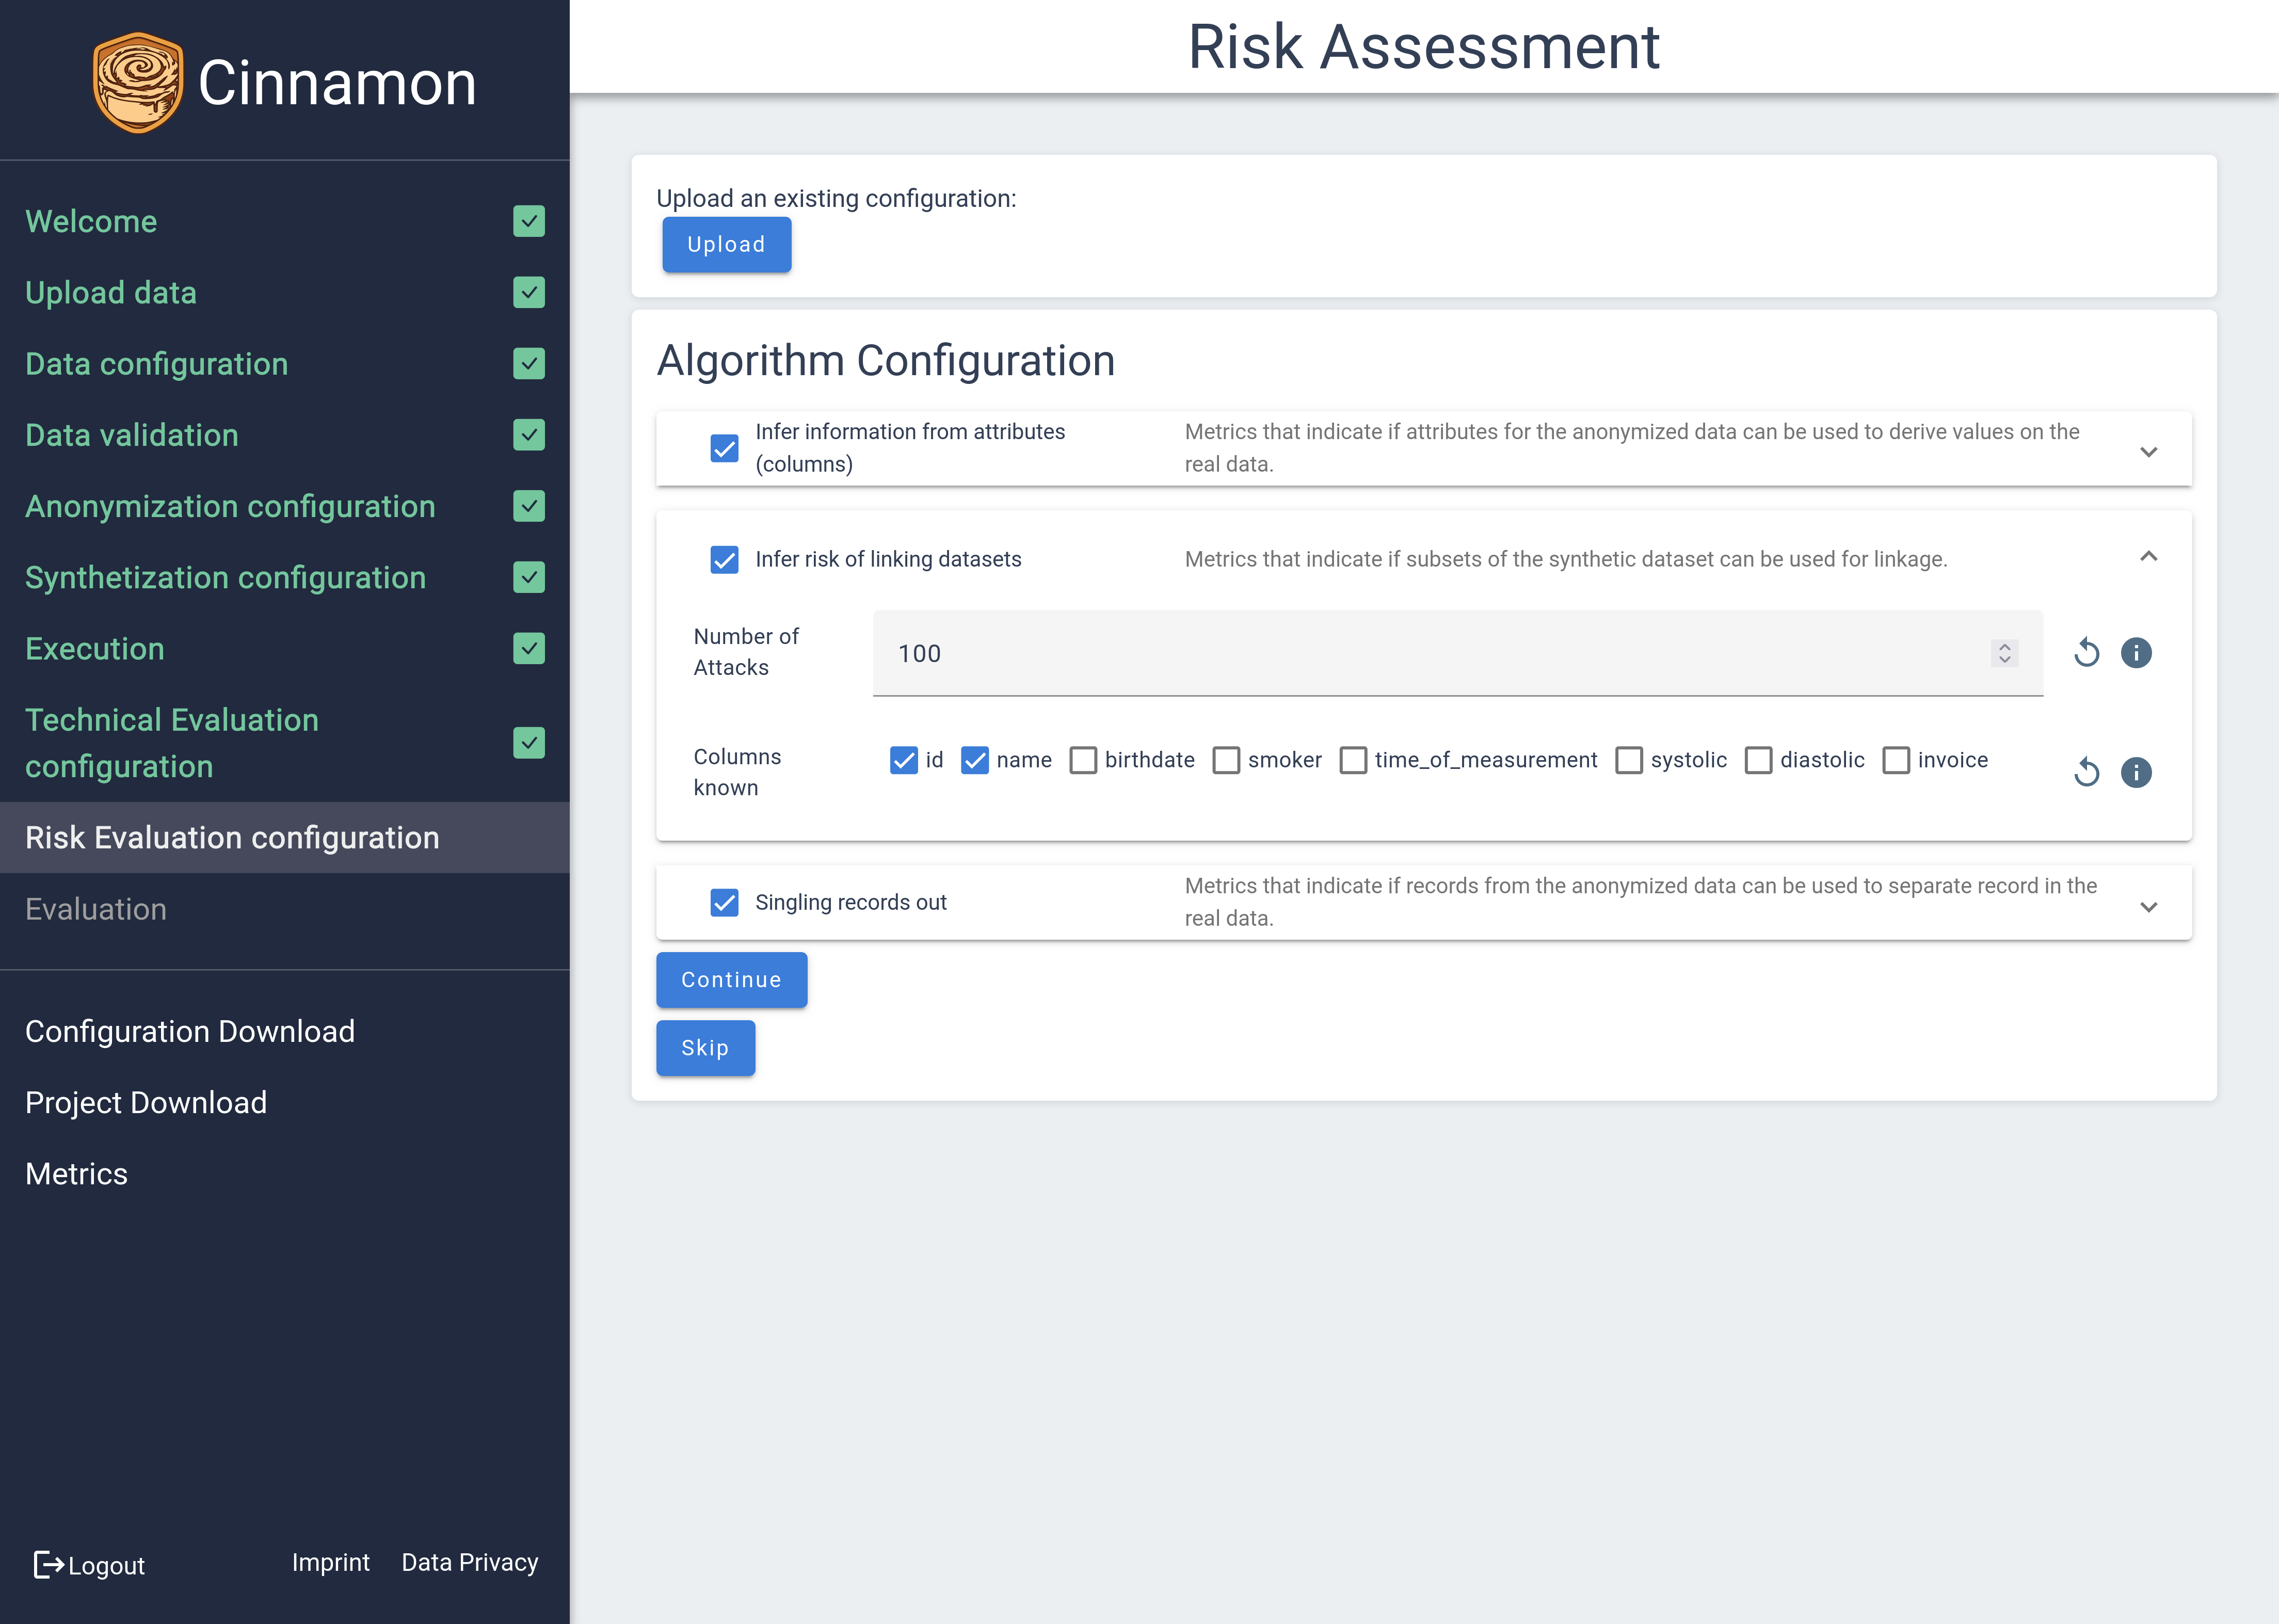 Cinnamon
Welcome
Upload data
Data configuration
Data validation
Anonymization configuration
Synthetization configuration
Execution
Technical Evaluation
configuration
Risk Evaluation configuration
Evaluation
Configuration Download
Project Download
Metrics
Logout
Imprint
Data Privacy
Risk Assessment
Upload an existing configuration:
Upload
Algorithm Configuration
Infer information from attributes
(columns)
Metrics that indicate if attributes for the anonymized data can be used to derive values on the
real data.
Infer risk of linking datasets
Metrics that indicate if subsets of the synthetic dataset can be used for linkage.
Number of
Attacks
100
Columns
known
id name birthdate smoker time_of_measurement systolic diastolic invoice
Singling records out
Metrics that indicate if records from the anonymized data can be used to separate record in the
real data.
Continue
Skip